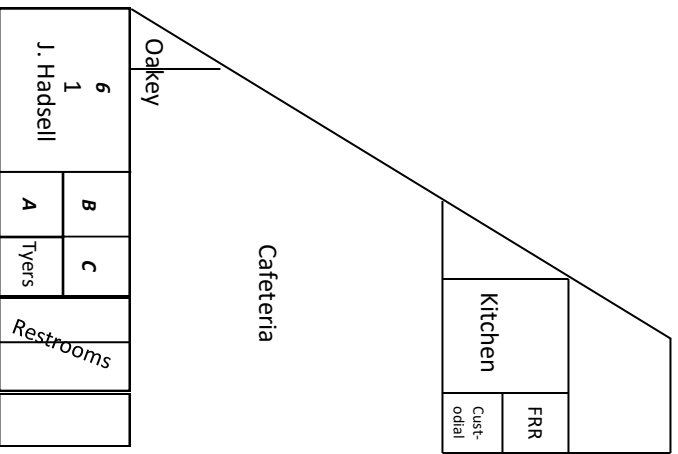 Oakey
6
1
J. Hadsell
B
A
C
Tyers
Restrooms
Cafeteria
Kitchen
FRR
Cust-
odial